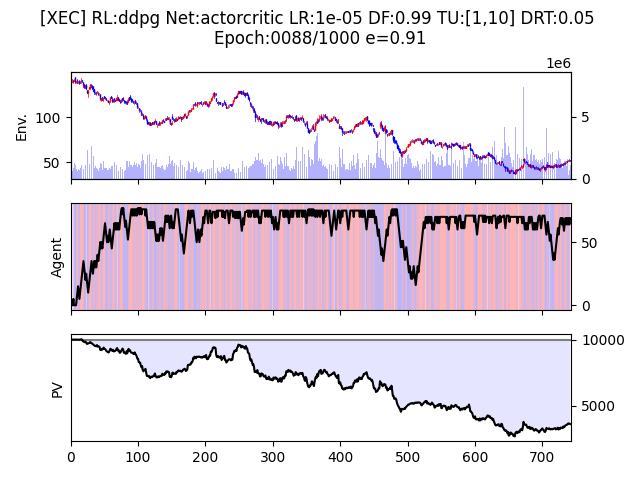 [XEC] RL:ddpg Net:actorcritic LR:1e-05 DF:0.99 TU:[1,10] DRT:0.05
Epoch:0088/1000 e=0.91
1e6
Env.
100
50
5
0
Agent
50
0
PV
10000
5000
0 100 200 300 400 500 600 700